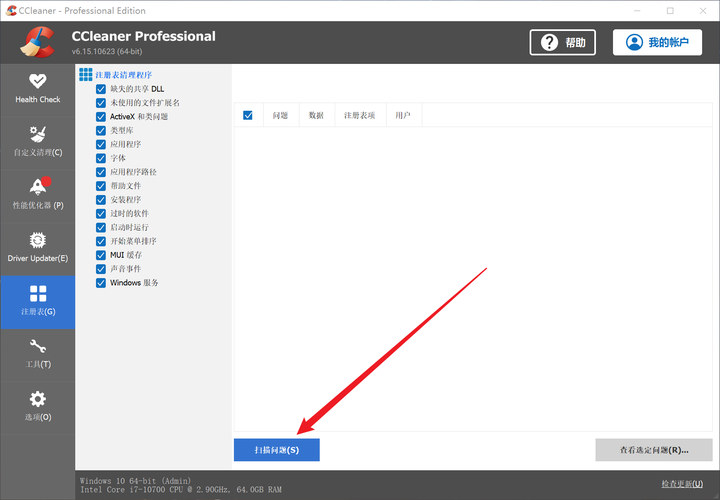 CCleaner - Professional Edition
CCleaner Professional
v6.15.10623 (64-bit)
帮助
我的帐户
Health Check
自定义清理(C)
性能优化器 (P)
Driver Updater(E)
注册表(G)
工具(T)
选项(O)
注册表清理程序
缺失的共享 DLL
未使用的文件扩展名
ActiveX 和类问题
类型库
应用程序
字体
应用程序路径
帮助文件
安装程序
过时的软件
启动时运行
开始菜单排序
MUI 缓存
声音事件
Windows 服务
问题 数据 注册表项 用户
扫描问题(S)
查看选定问题(R)...
Windows 10 64-bit (Admin)
Intel Core i7-10700 CPU @ 2.90GHz, 64.0GB RAM
检查更新(U)